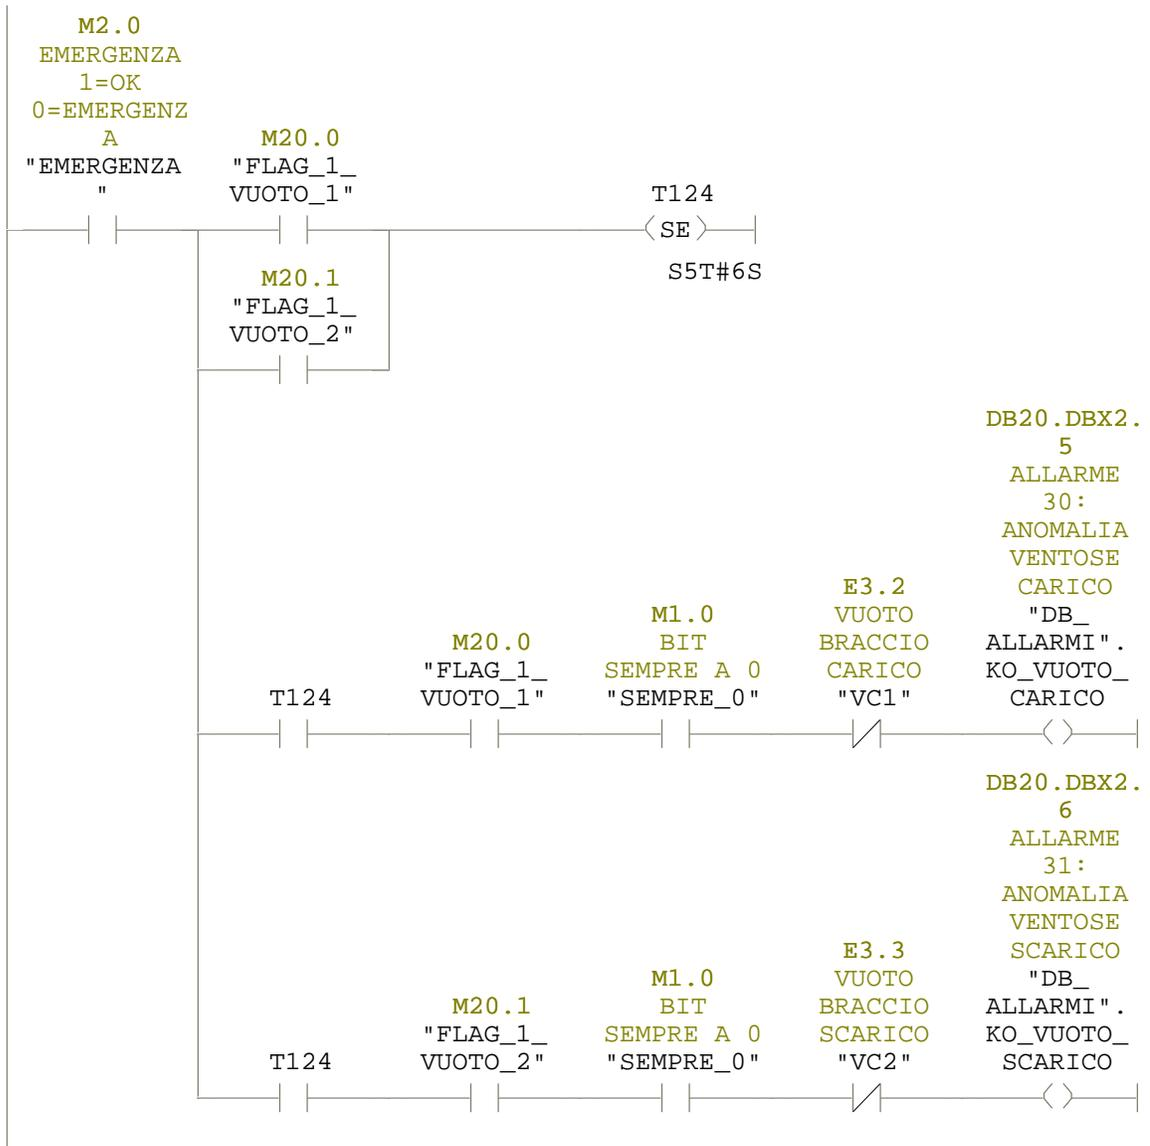 M2.0
EMERGENZA
1=OK
0=EMERGENZ
A
"EMERGENZA
"
M20.0
"FLAG_1_
VUOTO_1"
T124
SE
S5T#6S
M20.1
"FLAG_1_
VUOTO_2"
T124
M20.0
"FLAG_1_
VUOTO_1"
M1.0
BIT
SEMPRE A 0
"SEMPRE_0"
E3.2
VUOTO
BRACCIO
CARICO
"VC1"
DB20.DBX2.
5
ALLARME
30:
ANOMALIA
VENTOSE
CARICO
"DB_
ALLARMI".
KO_VUOTO_
CARICO
T124
M20.1
"FLAG_1_
VUOTO_2"
M1.0
BIT
SEMPRE A 0
"SEMPRE_0"
E3.3
VUOTO
BRACCIO
SCARICO
"VC2"
DB20.DBX2.
6
ALLARME
31:
ANOMALIA
VENTOSE
SCARICO
"DB_
ALLARMI".
KO_VUOTO_
SCARICO